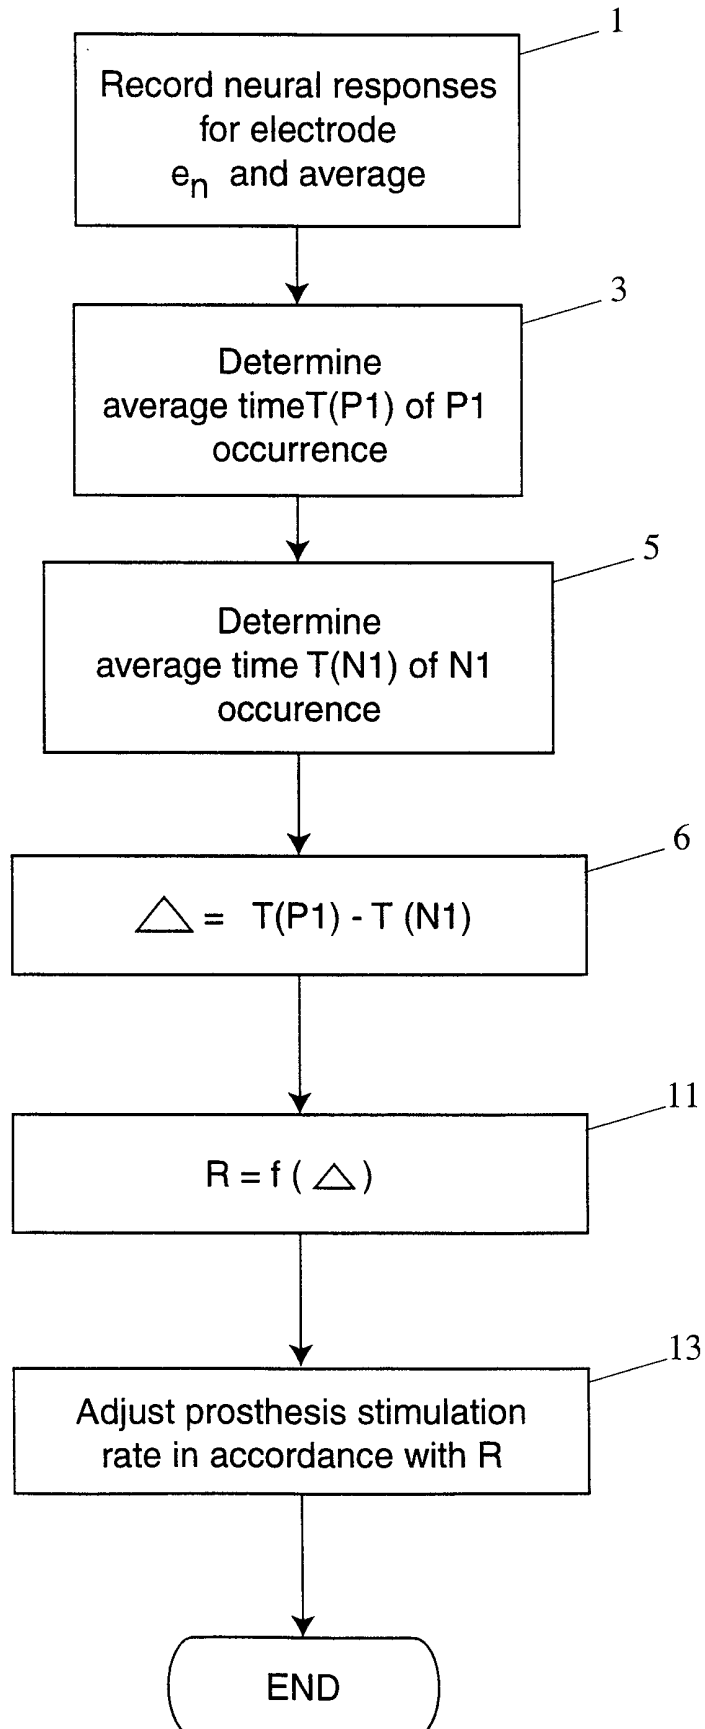 1
Record neural responses
for electrode
en and average
3
Determine
average timeT(P1) of P1
occurrence
5
Determine
average time T(N1) of N1
occurence
6
△ = T(P1) - T (N1)
11
R = f ( △ )
13
Adjust prosthesis stimulation
rate in accordance with R
END